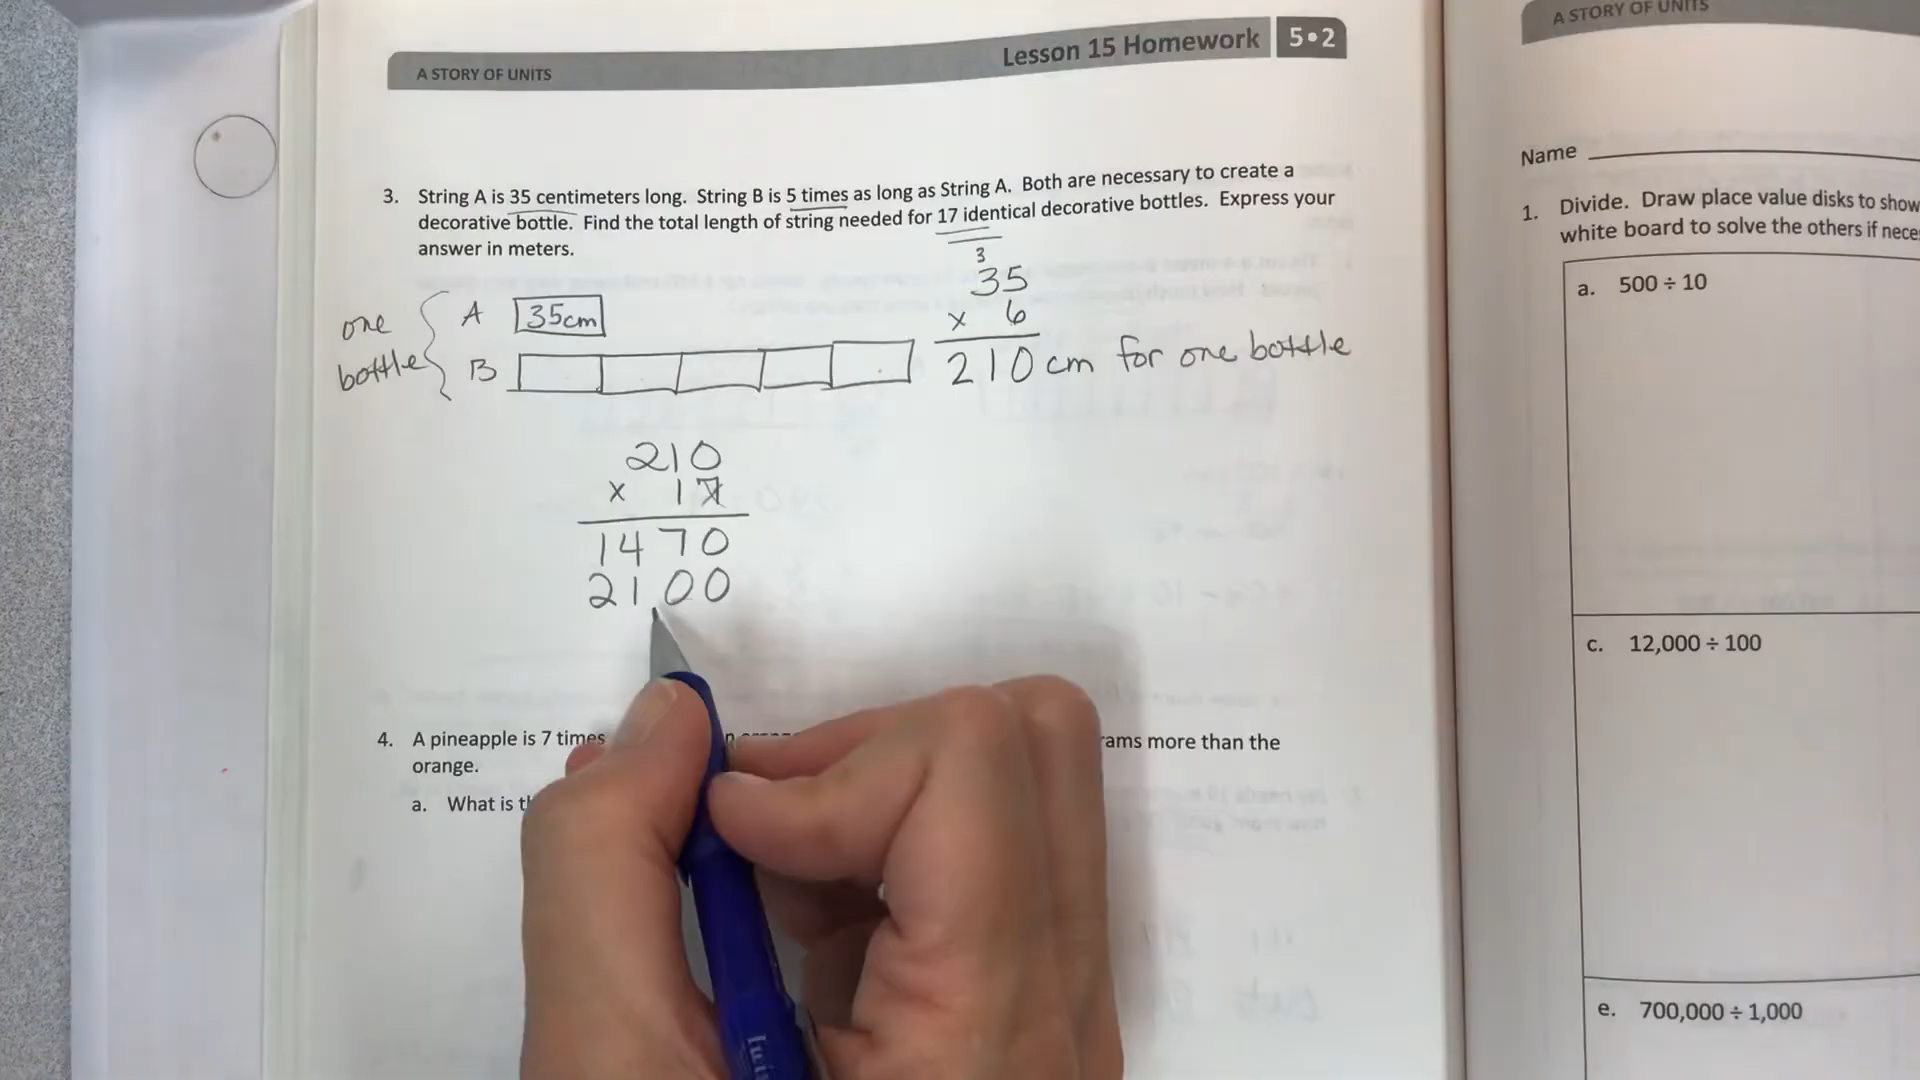 A STORY OF UNITS
Lesson 15 Homework 5•2
3. String A is 35 centimeters long. String B is 5 times as long as String A. Both are necessary to create a
decorative bottle. Find the total length of string needed for 17 identical decorative bottles. Express your
answer in meters.
one
bottle
A 35cm
B
3
35
x 6
210 cm for one bottle
210
x 17
1470
2100
4. A pineapple is 7 times
rams more than the
orange.
a. What is
A STORY OF UNITS
Name
1. Divide. Draw place value disks to show
white board to solve the others if
a. 500 ÷ 10
c. 12,000 ÷ 100
e. 700,000 ÷ 1,000